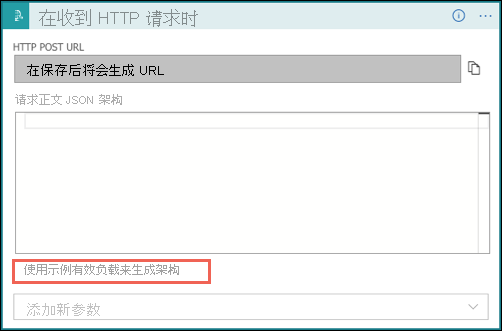 在收到 HTTP 请求时
HTTP POST URL
在保存后将会生成 URL
请求正文 JSON 架构
使用示例有效负载来生成架构
添加新参数